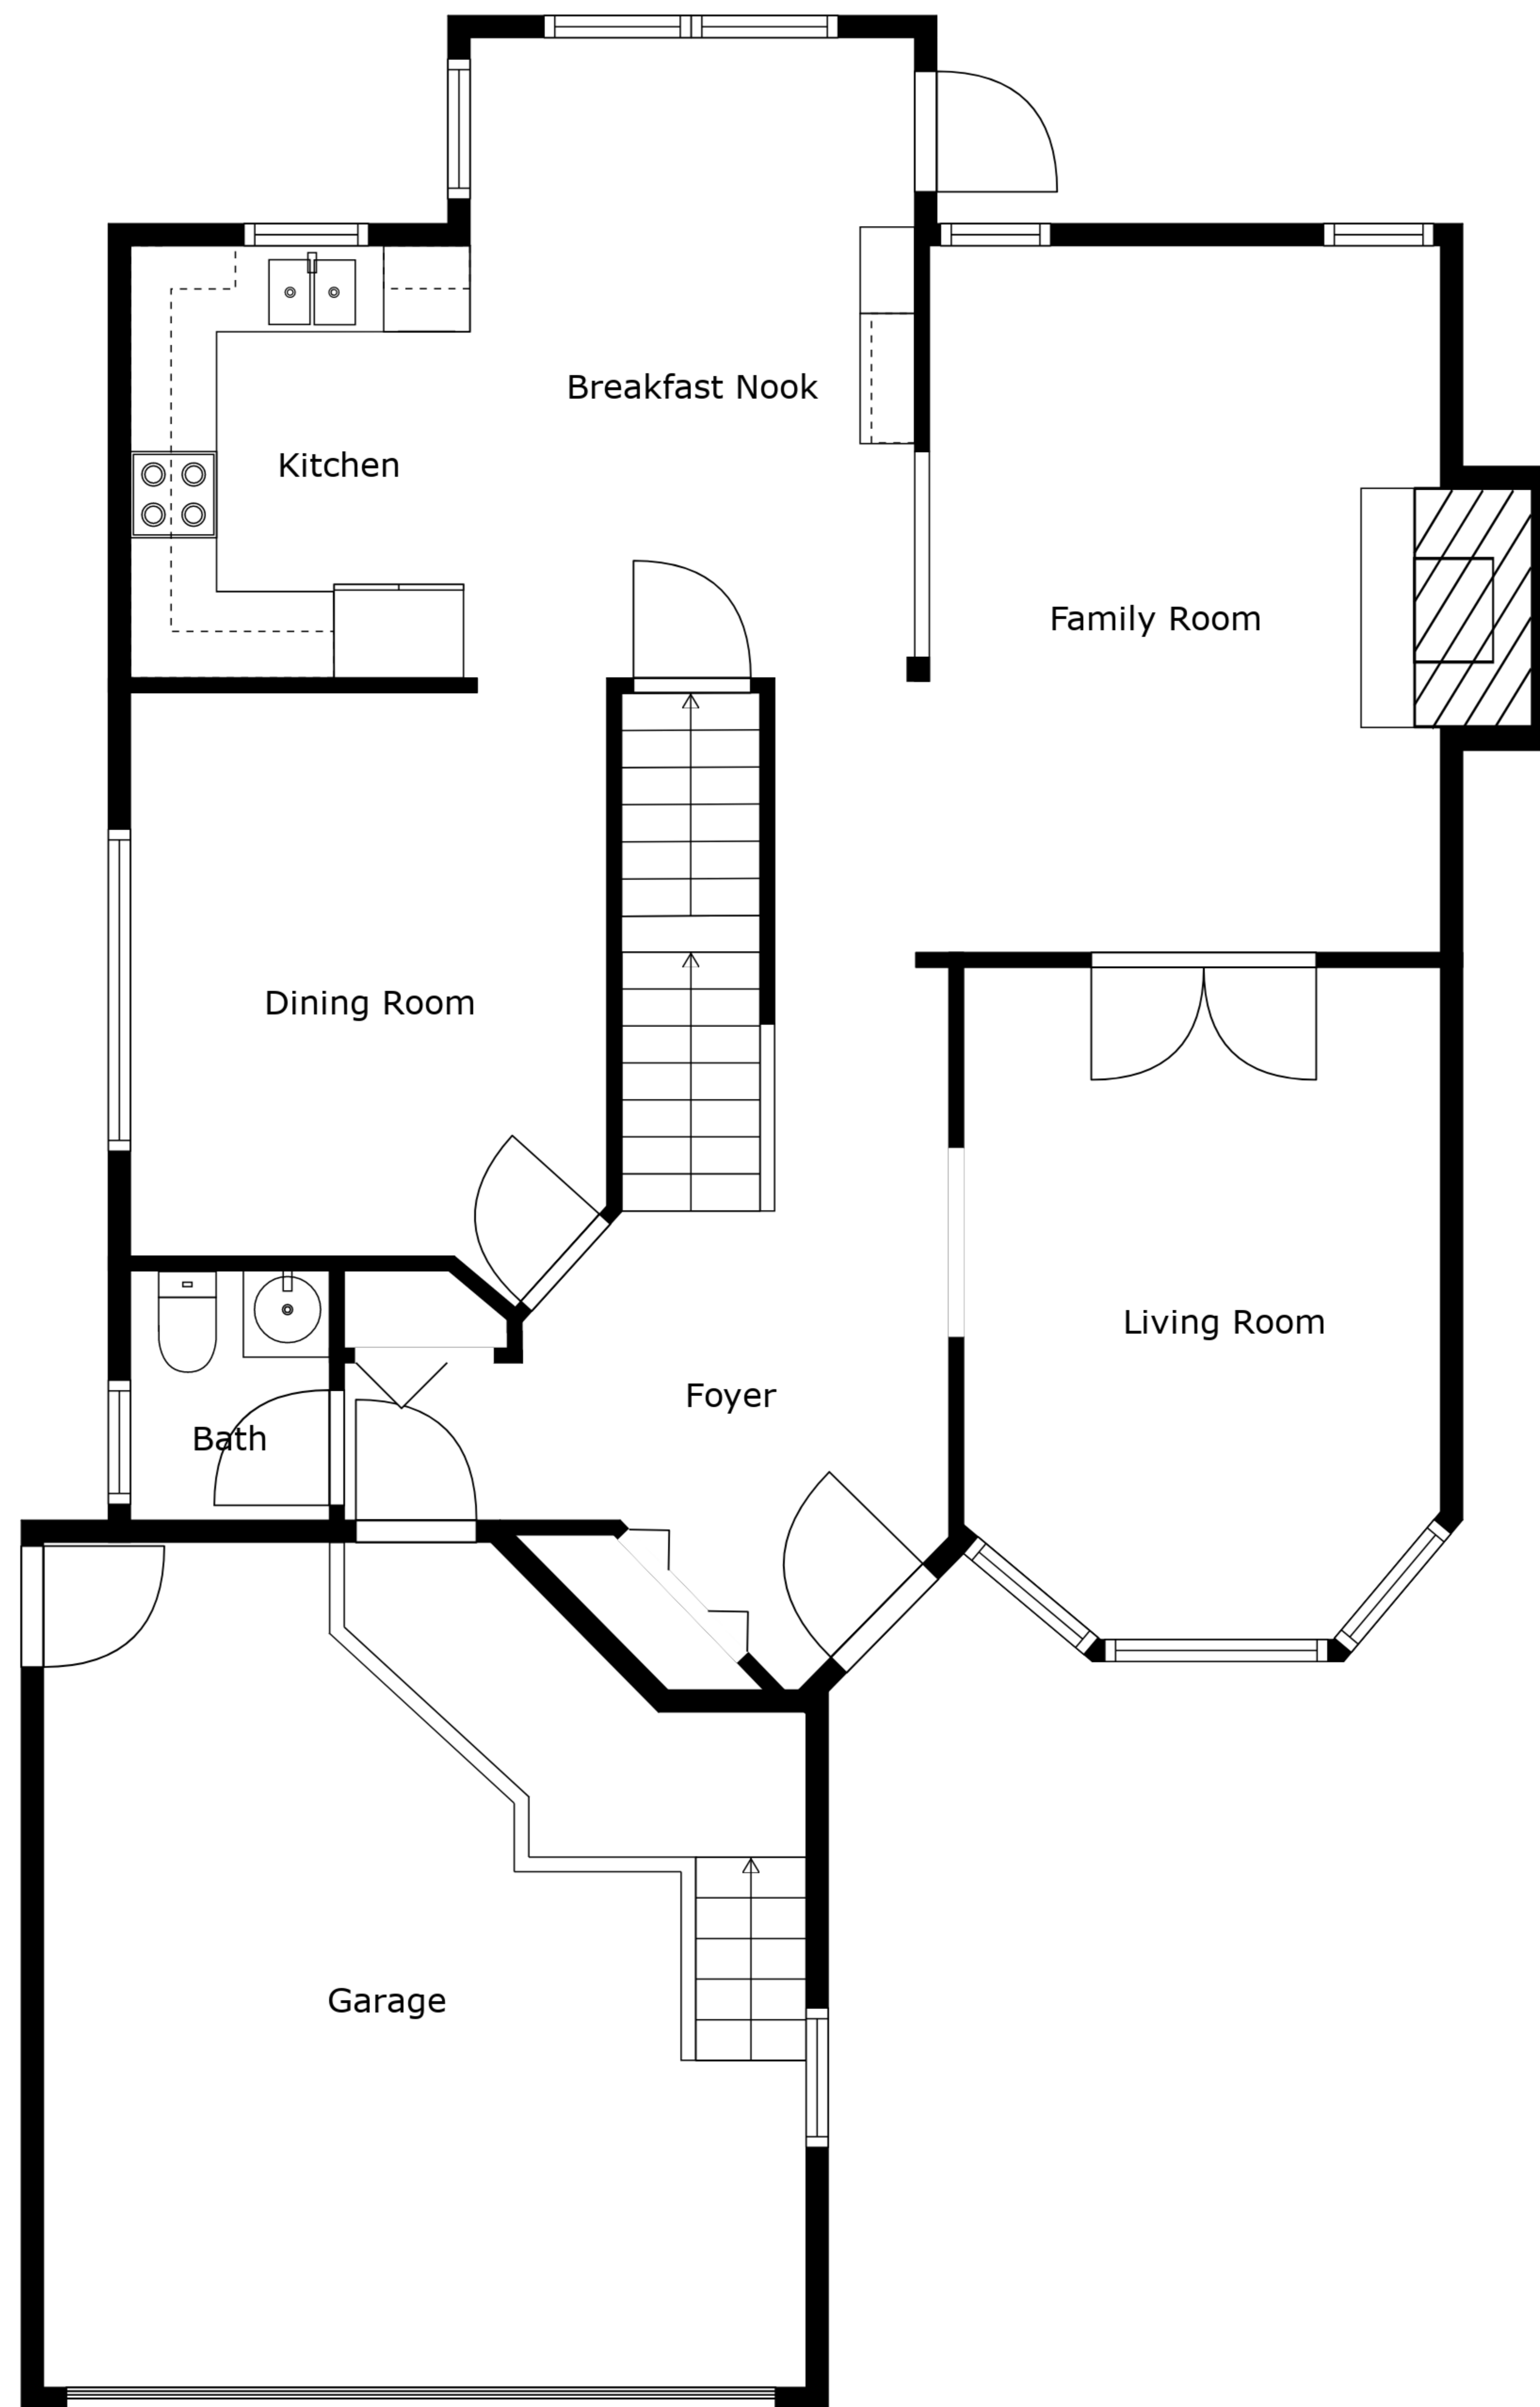 Breakfast Nook
Kitchen
Family Room
Dining Room
Living Room
Foyer
Bath
Garage